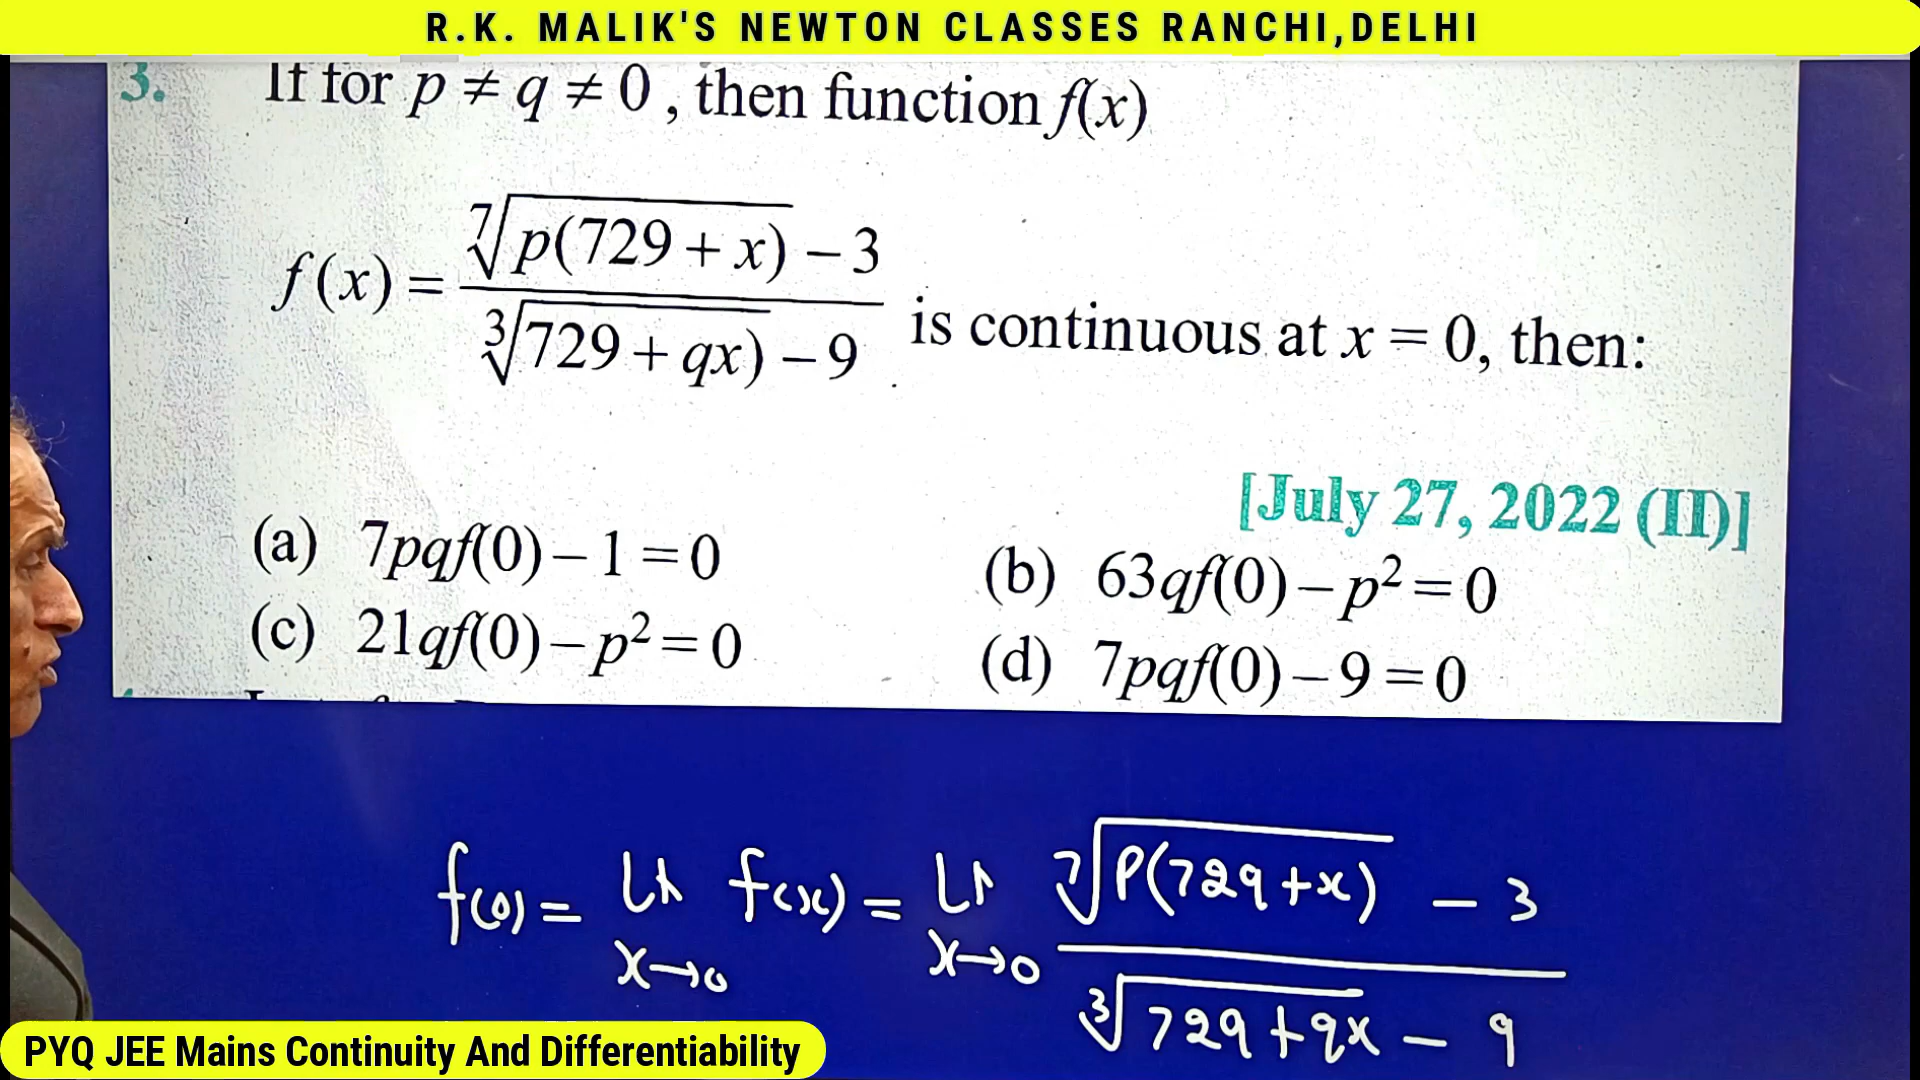 R.K. MALIK'S NEWTON CLASSES RANCHI,DELHI
3. If for p ≠ q ≠ 0 , then function f(x)
f(x) = (⁷√p(729 + x) – 3) / (³√729 + qx) – 9) is continuous at x = 0, then:
[July 27, 2022 (II)]
(a) 7pqf(0) – 1 = 0
(b) 63qf(0) – p² = 0
(c) 21qf(0) – p² = 0
(d) 7pqf(0) – 9 = 0
f(0) = Lt x→0 f(x) = Lt x→0 (⁷√P(729+x) – 3) / (³√729+qx – 9)
PYQ JEE Mains Continuity And Differentiability